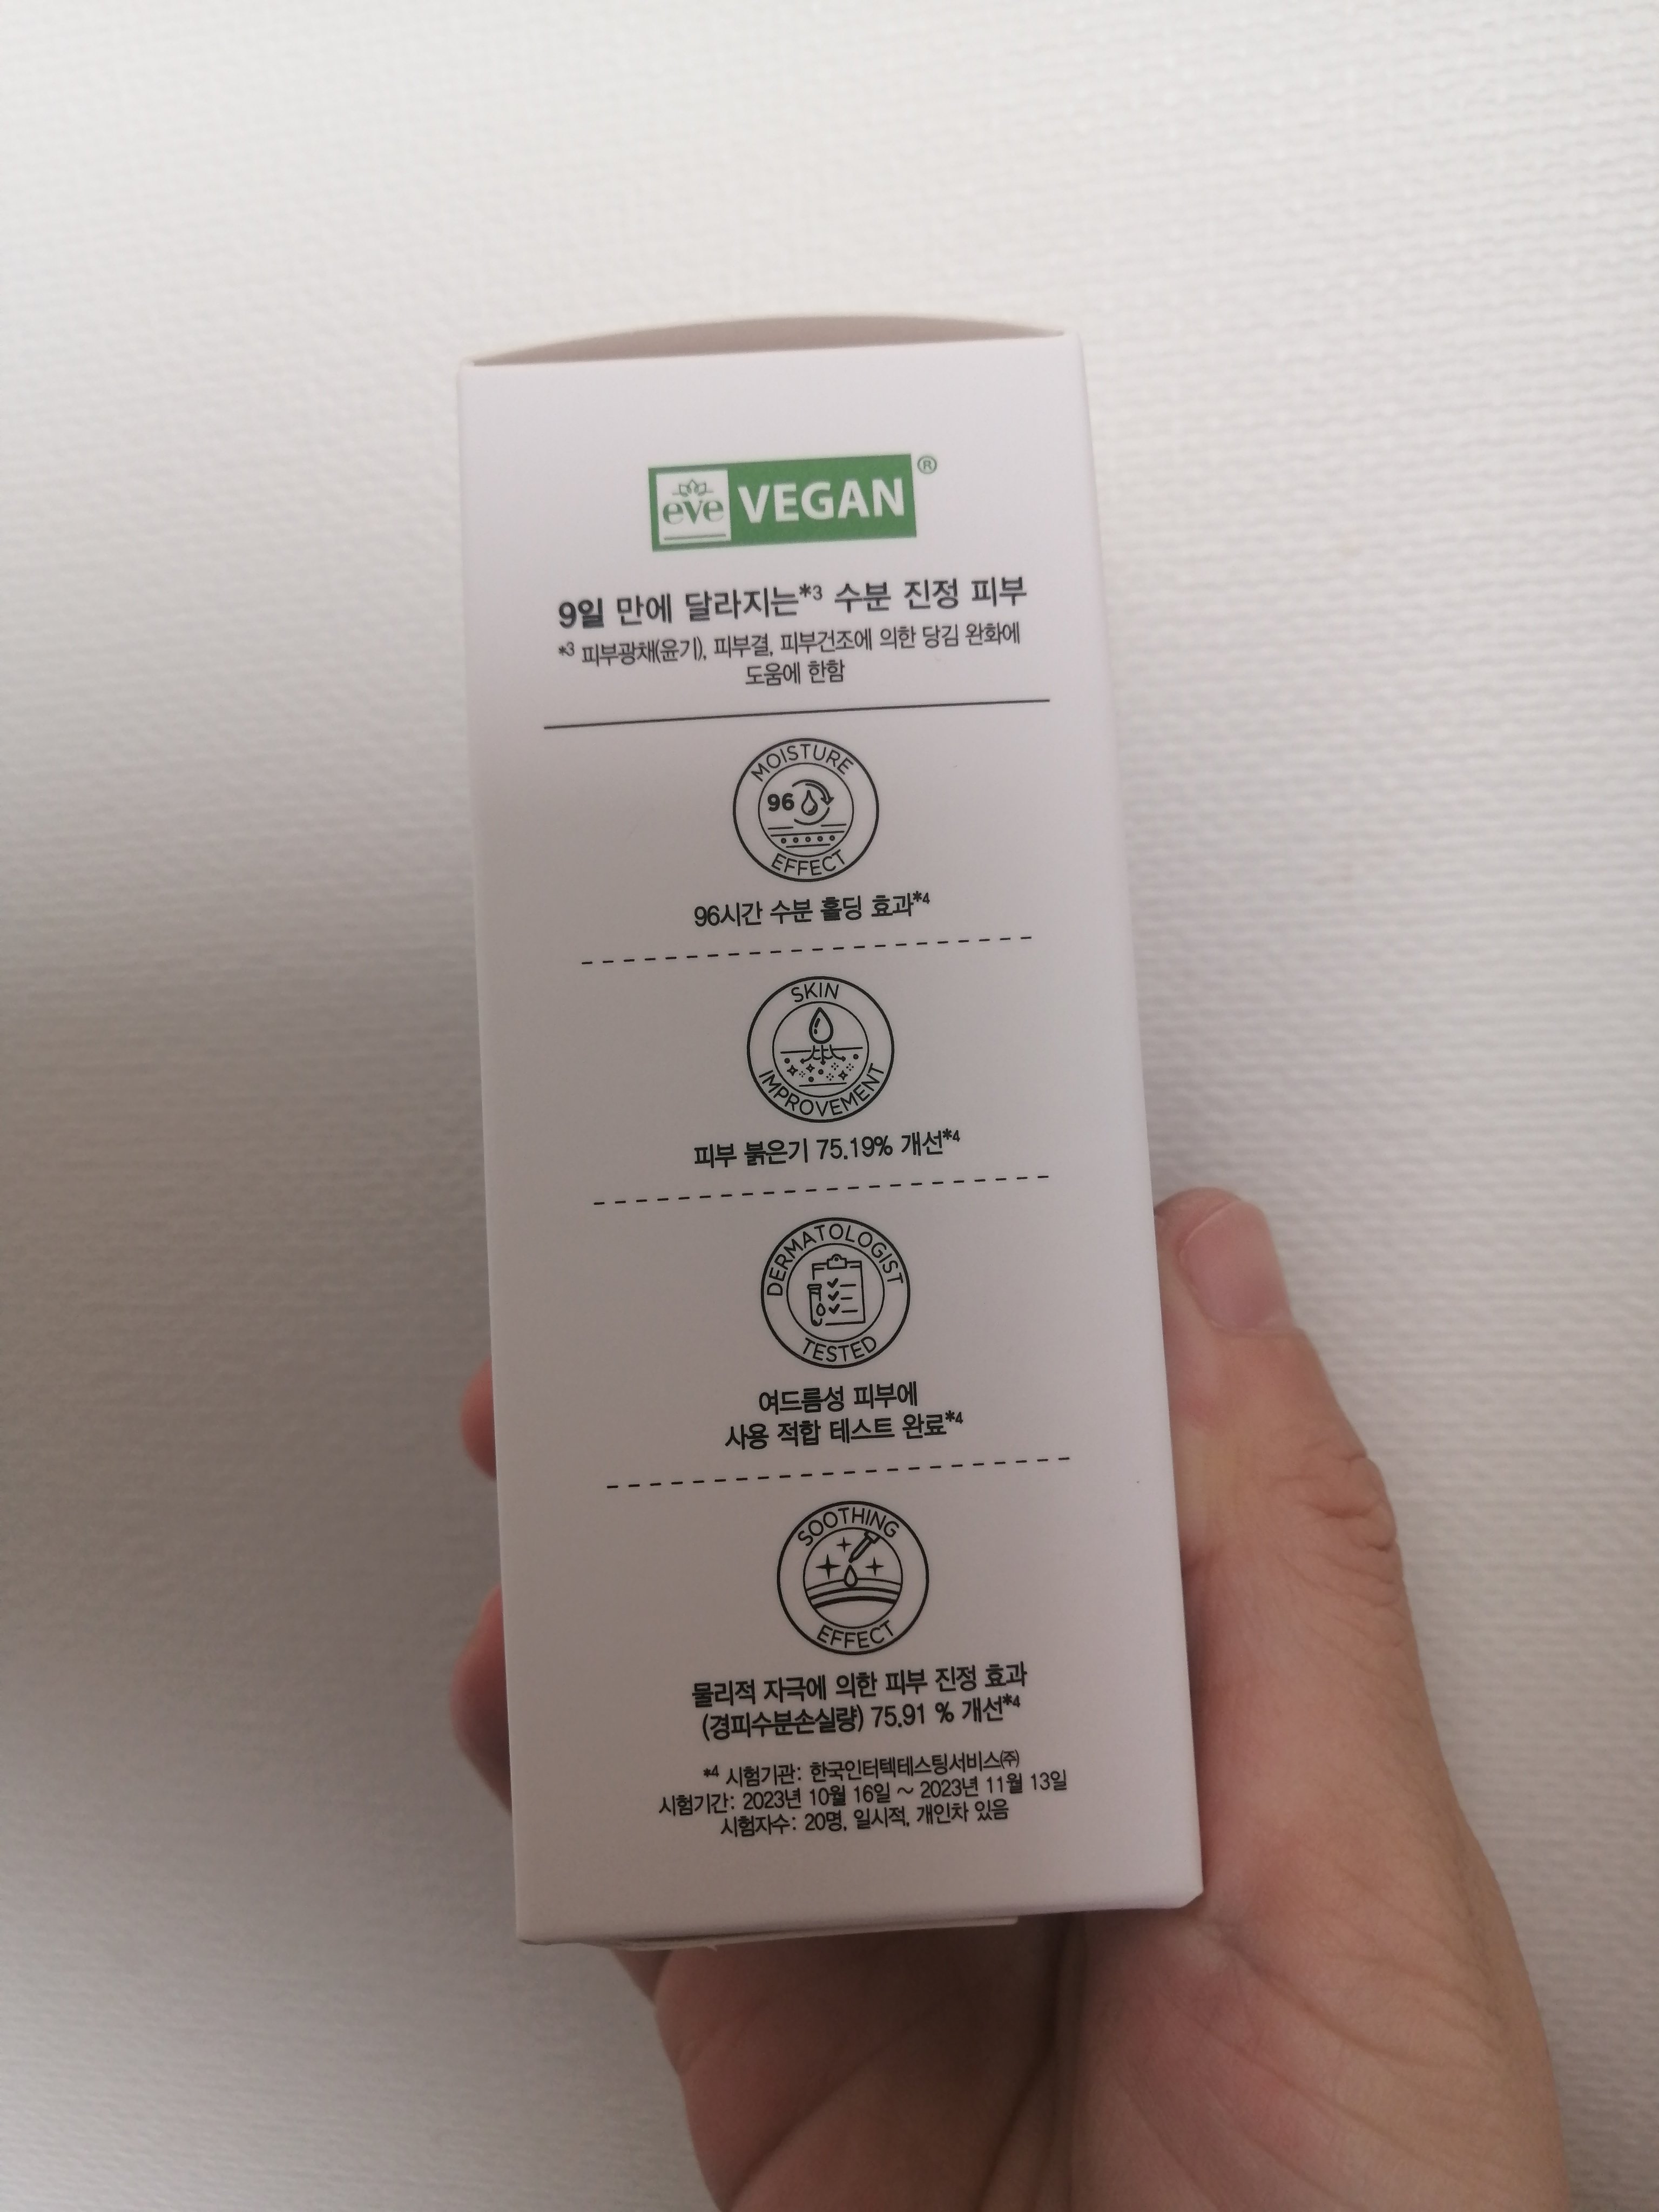 eve VEGAN®
9일 만에 달라지는*3 수분 진정 피부
*3 피부광채(윤기), 피부결, 피부건조에 의한 당김 완화에
도움에 한함
MOISTURE
96
EFFECT
96시간 수분 홀딩 효과*4
SKIN
IMPROVEMENT
피부 붉은기 75.19% 개선*4
DERMATOLOGIST
TESTED
여드름성 피부에
사용 적합 테스트 완료*4
SOOTHING
EFFECT
물리적 자극에 의한 피부 진정 효과
(경피수분손실량) 75.91 % 개선*4
*4 시험기관: 한국인터텍테스팅서비스㈜
시험기간: 2023년 10월 16일 ~ 2023년 11월 13일
시험자수: 20명, 일시적, 개인차 있음